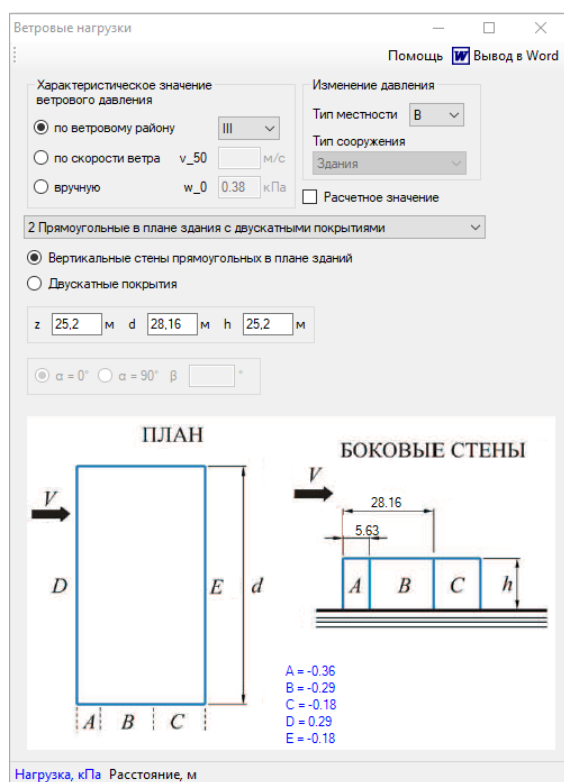 Ветровые нагрузки
Помощь W Вывод в Word
Характеристическое значение ветрового давления
по ветровому району III
по скорости ветра v_50 м/с
вручную w_0 0.38 кПа
Изменение давления
Тип местности B
Тип сооружения
Здания
Расчетное значение
2 Прямоугольные в плане здания с двускатными покрытиями
Вертикальные стены прямоугольных в плане зданий
Двускатные покрытия
z 25,2 м d 28,16 м h 25,2 м
α = 0° α = 90° β °
ПЛАН
V
D E d
A B C
БОКОВЫЕ СТЕНЫ
V
28.16
5.63
A B C h
A = -0.36
B = -0.29
C = -0.18
D = 0.29
E = -0.18
Нагрузка, кПа Расстояние, м